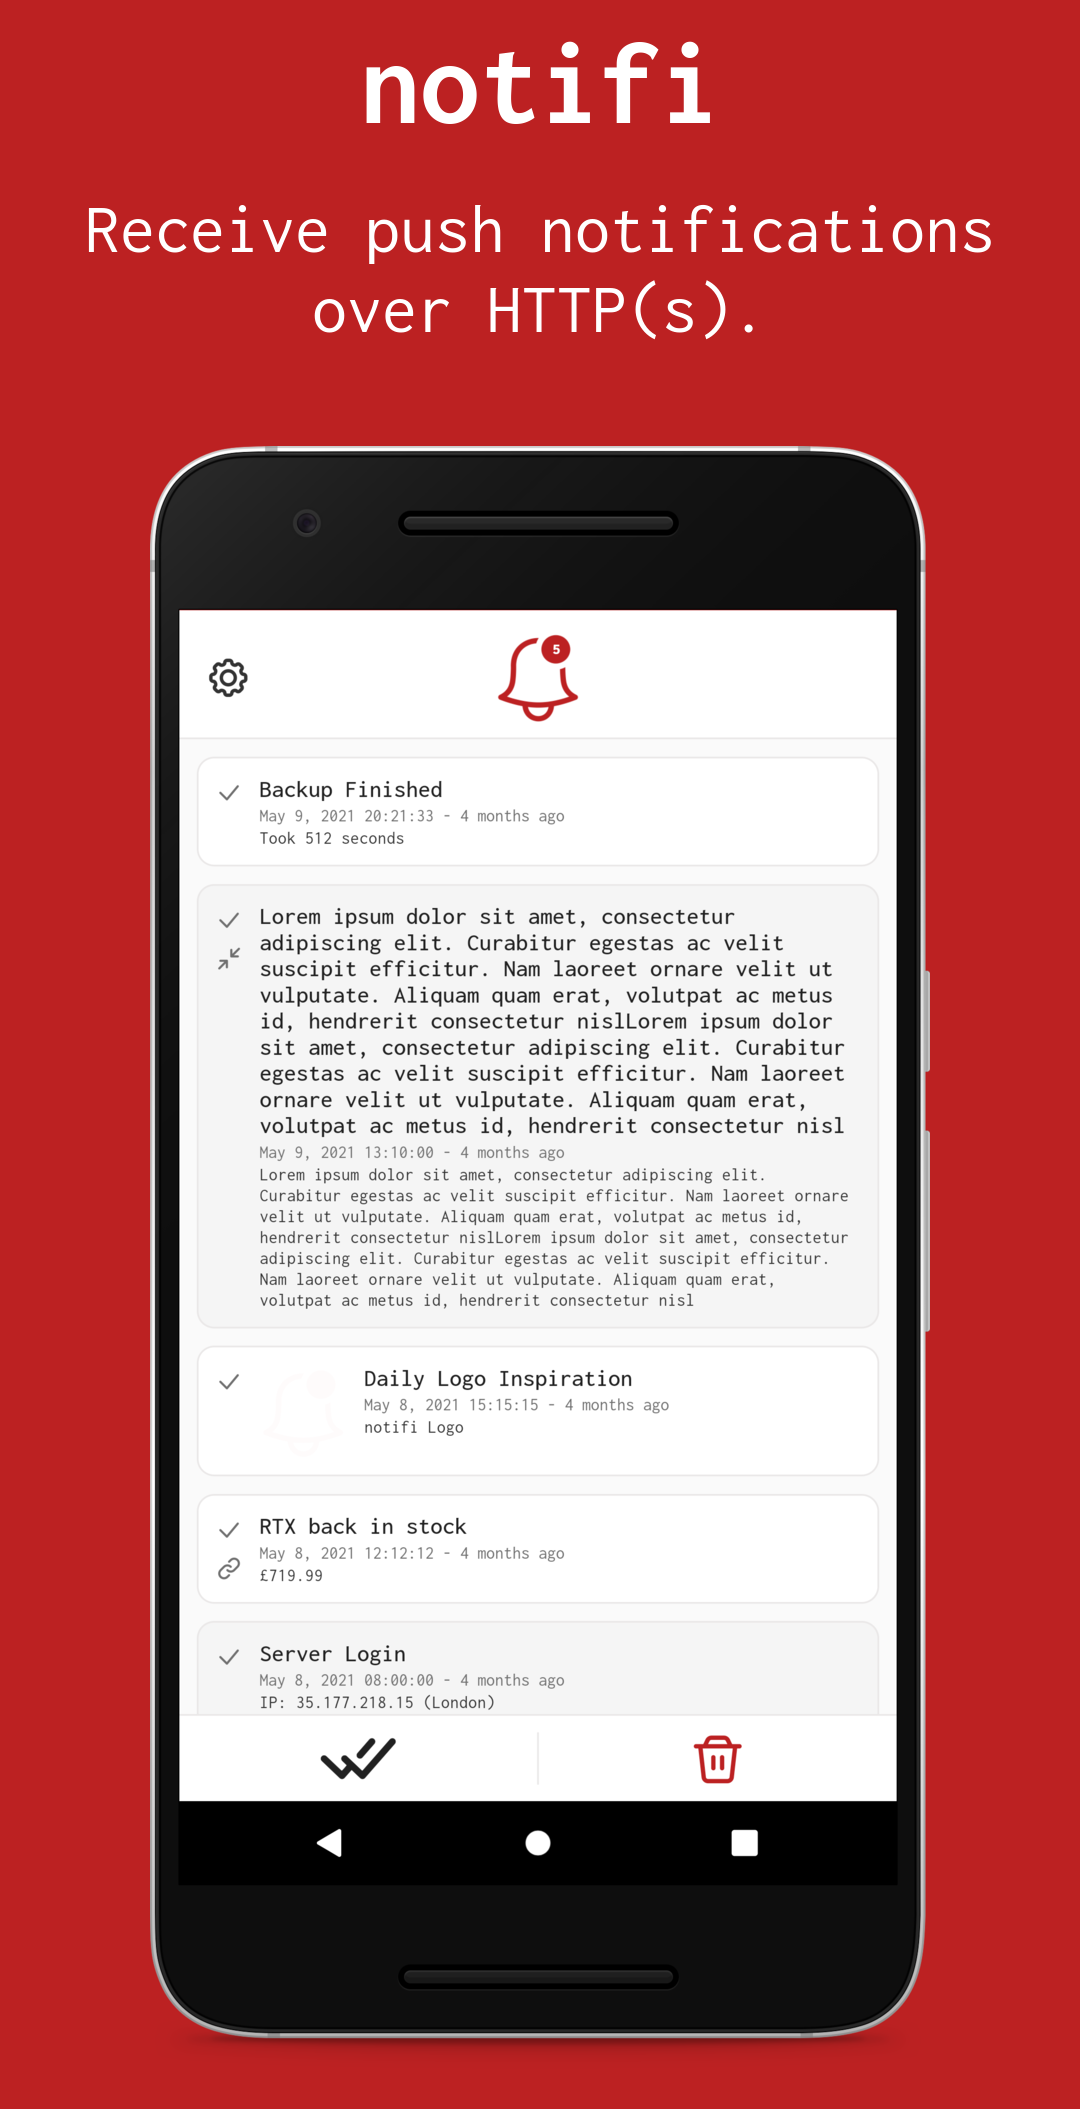 notifi
Receive push notifications
over HTTP(s).
5
Backup Finished
May 9, 2021 20:21:33 - 4 months ago
Took 512 seconds
Lorem ipsum dolor sit amet, consectetur
adipiscing elit. Curabitur egestas ac velit
suscipit efficitur. Nam laoreet ornare velit ut
vulputate. Aliquam quam erat, volutpat ac metus
id, hendrerit consectetur nislLorem ipsum dolor
sit amet, consectetur adipiscing elit. Curabitur
egestas ac velit suscipit efficitur. Nam laoreet
ornare velit ut vulputate. Aliquam quam erat,
volutpat ac metus id, hendrerit consectetur nisl
May 9, 2021 13:10:00 - 4 months ago
Lorem ipsum dolor sit amet, consectetur adipiscing elit.
Curabitur egestas ac velit suscipit efficitur. Nam laoreet ornare
velit ut vulputate. Aliquam quam erat, volutpat ac metus id,
hendrerit consectetur nislLorem ipsum dolor sit amet, consectetur
adipiscing elit. Curabitur egestas ac velit suscipit efficitur.
Nam laoreet ornare velit ut vulputate. Aliquam quam erat,
volutpat ac metus id, hendrerit consectetur nisl
Daily Logo Inspiration
May 8, 2021 15:15:15 - 4 months ago
notifi Logo
RTX back in stock
May 8, 2021 12:12:12 - 4 months ago
£719.99
Server Login
May 8, 2021 08:00:00 - 4 months ago
IP: 35.177.218.15 (London)